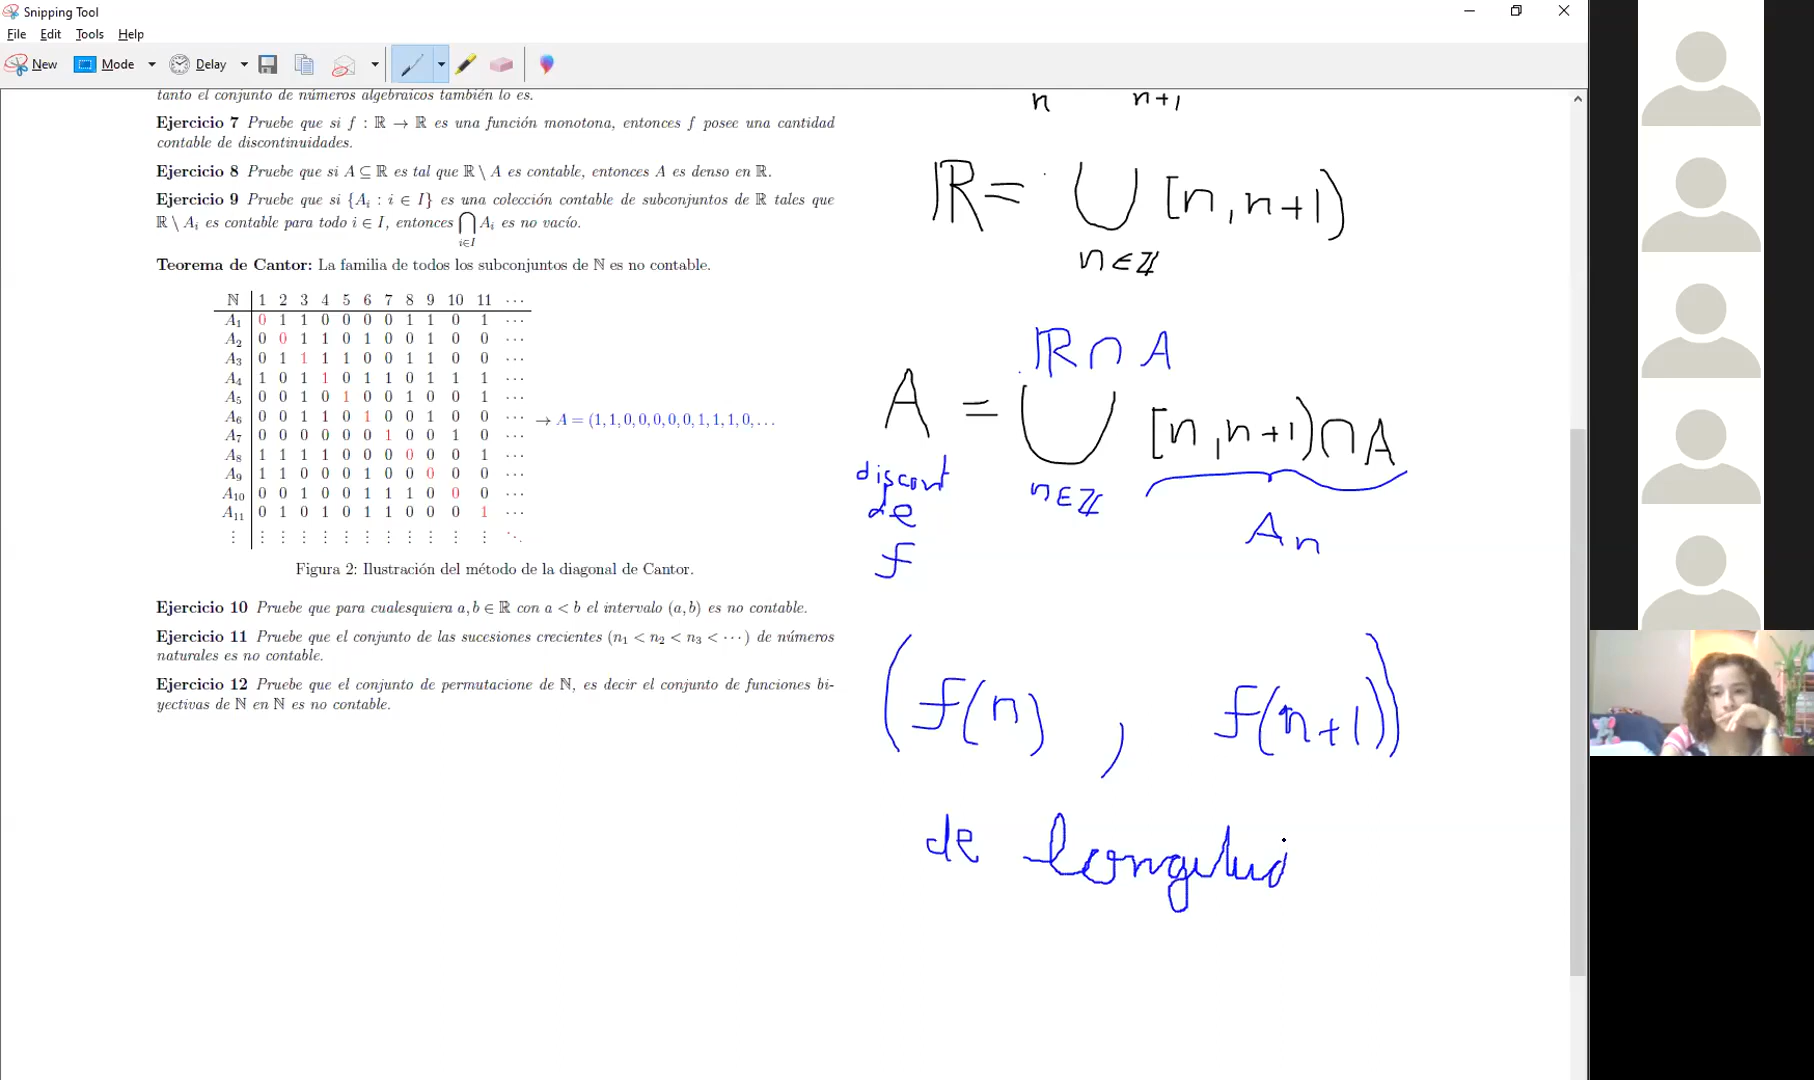 Snipping Tool
File Edit Tools Help
New Mode Delay
tanto el conjunto de números algebraicos también lo es.
Ejercicio 7 Pruebe que si f : ℝ → ℝ es una función monotona, entonces f posee una cantidad
contable de discontinuidades.
Ejercicio 8 Pruebe que si A ⊆ ℝ es tal que ℝ \ A es contable, entonces A es denso en ℝ.
Ejercicio 9 Pruebe que si {A_i : i ∈ I} es una colección contable de subconjuntos de ℝ tales que
ℝ \ A_i es contable para todo i ∈ I, entonces ⋂ A_i es no vacío.
i∈I
Teorema de Cantor: La familia de todos los subconjuntos de ℕ es no contable.
ℕ 1 2 3 4 5 6 7 8 9 10 11 ⋯
A₁ 0 1 1 0 0 0 0 1 1 0 1 ⋯
A₂ 0 0 1 1 0 1 0 0 1 0 0 ⋯
A₃ 0 1 1 1 1 0 0 1 1 0 0 ⋯
A₄ 1 0 1 1 0 1 1 0 1 1 1 ⋯
A₅ 0 0 1 0 1 0 0 1 0 0 1 ⋯
A₆ 0 0 1 1 0 1 0 0 1 0 0 ⋯ → A = (1, 1, 0, 0, 0, 0, 0, 1, 1, 1, 0, …
A₇ 0 0 0 0 0 0 1 0 0 1 0 ⋯
A₈ 1 1 1 1 0 0 0 0 0 0 1 ⋯
A₉ 1 1 0 0 0 1 0 0 0 0 0 ⋯
A₁₀ 0 0 1 0 0 1 1 1 0 0 0 ⋯
A₁₁ 0 1 0 1 0 1 1 0 0 0 1 ⋯
⋮ ⋮ ⋮ ⋮ ⋮ ⋮ ⋮ ⋮ ⋮ ⋮ ⋮ ⋮ ⋱
Figura 2: Ilustración del método de la diagonal de Cantor.
Ejercicio 10 Pruebe que para cualesquiera a, b ∈ ℝ con a < b el intervalo (a, b) es no contable.
Ejercicio 11 Pruebe que el conjunto de las sucesiones crecientes (n₁ < n₂ < n₃ < ⋯) de números
naturales es no contable.
Ejercicio 12 Pruebe que el conjunto de permutacione de ℕ, es decir el conjunto de funciones bi-
yectivas de ℕ en ℕ es no contable.
n n+1
ℝ = ⋃ [n, n+1)
n∈ℤ
ℝ ∩ A
A = ⋃ [n, n+1) ∩ A
n∈ℤ
discont
de
f
A_n
(f(n), f(n+1))
de longitud